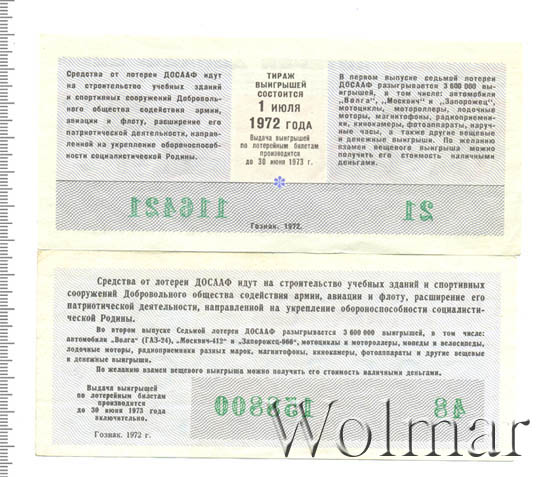 Средства от лотереи ДОСААФ идут
на строительство учебных зданий
и спортивных сооружений Доброволь-
ного общества содействия армии,
авиации и флоту, расширение его
патриотической деятельности, направ-
ленной на укрепление обороноспособ-
ности социалистической Родины.
ТИРАЖ
ВЫИГРЫШЕЙ
СОСТОИТСЯ
1 ИЮЛЯ
1972 ГОДА
Выдача выигрышей
по лотерейным билетам
производится
до 30 июня 1973 г.
В первом выпуске седьмой лотереи
ДОСААФ разыгрывается 3 600 000 вы-
игрышей, в том числе: автомобили
„Волга", „Москвич" и „Запорожец",
мотоциклы, мотороллеры, лодочные
моторы, магнитофоны, радиоприемни-
ки, кинокамеры, фотоаппараты, наруч-
ные часы, а также другие вещевые
и денежные выигрыши. По желанию
взамен вещевого выигрыша можно
получить его стоимость наличными
деньгами.
116421
21
Гознак. 1972.
Средства от лотереи ДОСААФ идут на строительство учебных зданий и спортивных
сооружений Добровольного общества содействия армии, авиации и флоту, расширение его
патриотической деятельности, направленной на укрепление обороноспособности социалисти-
ческой Родины.
Во втором выпуске Седьмой лотереи ДОСААФ разыгрывается 3 600 000 выигрышей, в том числе:
автомобили „Волга" (ГАЗ-24), „Москвич-412" и „Запорожец-966", мотоциклы и мотороллеры, мопеды и велосипеды,
лодочные моторы, радиоприемники разных марок, магнитофоны, кинокамеры, фотоаппараты и другие вещевые
и денежные выигрыши.
По желанию взамен вещевого выигрыша можно получить его стоимость наличными деньгами.
Выдача выигрышей
по лотерейным билетам
производится
до 30 июня 1973 года
включительно.
Гознак. 1972 г.
156800
48
Wolmar